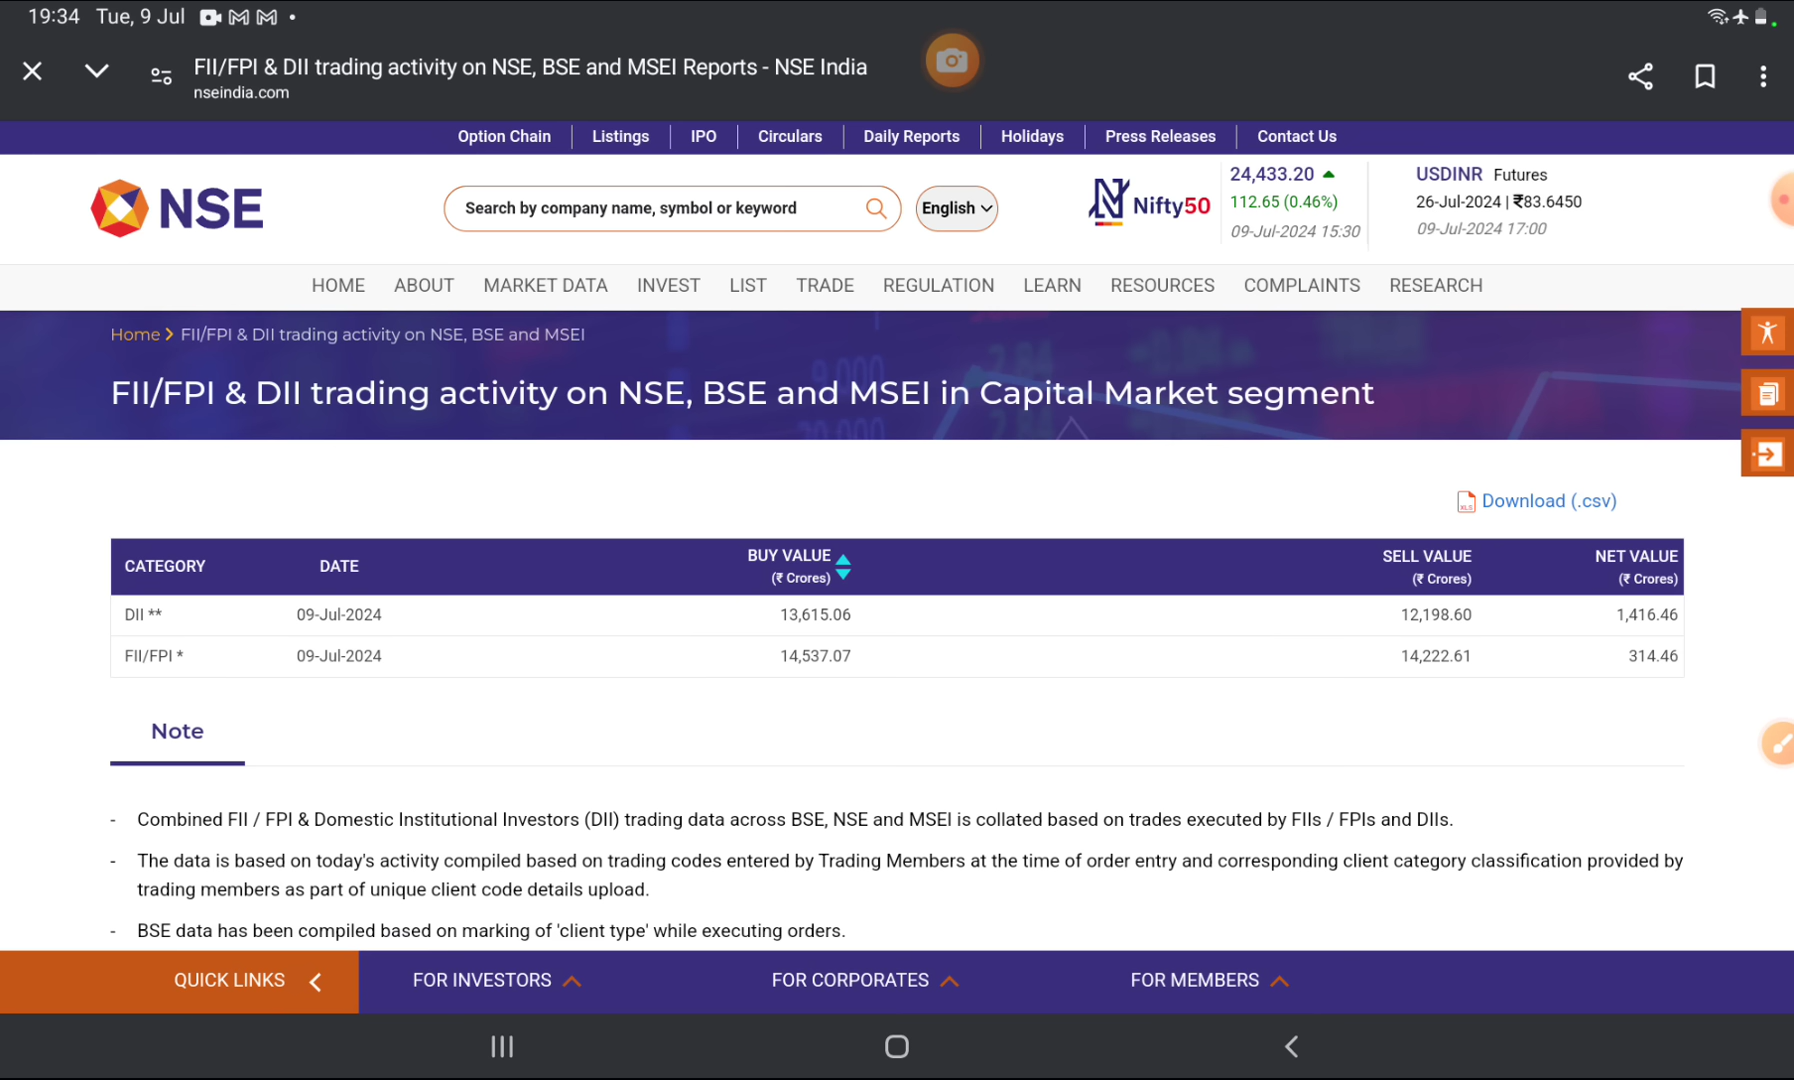 19:34 Tue, 9 Jul
FII/FPI & DII trading activity on NSE, BSE and MSEI Reports - NSE India
nseindia.com
Option Chain
Listings
IPO
Circulars
Daily Reports
Holidays
Press Releases
Contact Us
NSE
Search by company name, symbol or keyword
English
Nifty50
24,433.20
112.65 (0.46%)
09-Jul-2024 15:30
USDINR Futures
26-Jul-2024 | ₹83.6450
09-Jul-2024 17:00
HOME
ABOUT
MARKET DATA
INVEST
LIST
TRADE
REGULATION
LEARN
RESOURCES
COMPLAINTS
RESEARCH
Home > FII/FPI & DII trading activity on NSE, BSE and MSEI
FII/FPI & DII trading activity on NSE, BSE and MSEI in Capital Market segment
XLS Download (.csv)
CATEGORY DATE BUY VALUE (₹ Crores) SELL VALUE (₹ Crores) NET VALUE (₹ Crores)
DII ** 09-Jul-2024 13,615.06 12,198.60 1,416.46
FII/FPI * 09-Jul-2024 14,537.07 14,222.61 314.46
Note
- Combined FII / FPI & Domestic Institutional Investors (DII) trading data across BSE, NSE and MSEI is collated based on trades executed by FIIs / FPIs and DIIs.
- The data is based on today's activity compiled based on trading codes entered by Trading Members at the time of order entry and corresponding client category classification provided by
trading members as part of unique client code details upload.
- BSE data has been compiled based on marking of 'client type' while executing orders.
QUICK LINKS
FOR INVESTORS
FOR CORPORATES
FOR MEMBERS